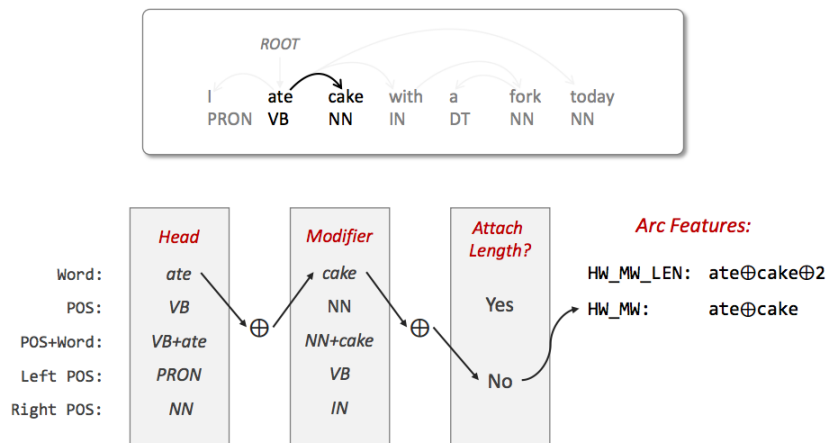 ROOT
I ate cake with a fork today
PRON VB NN IN DT NN NN
Head Modifier Attach Length? Arc Features:
Word: ate cake HW_MW_LEN: ate⊕cake⊕2
POS: VB NN Yes HW_MW: ate⊕cake
⊕ ⊕
POS+Word: VB+ate NN+cake
Left POS: PRON VB No
Right POS: NN IN